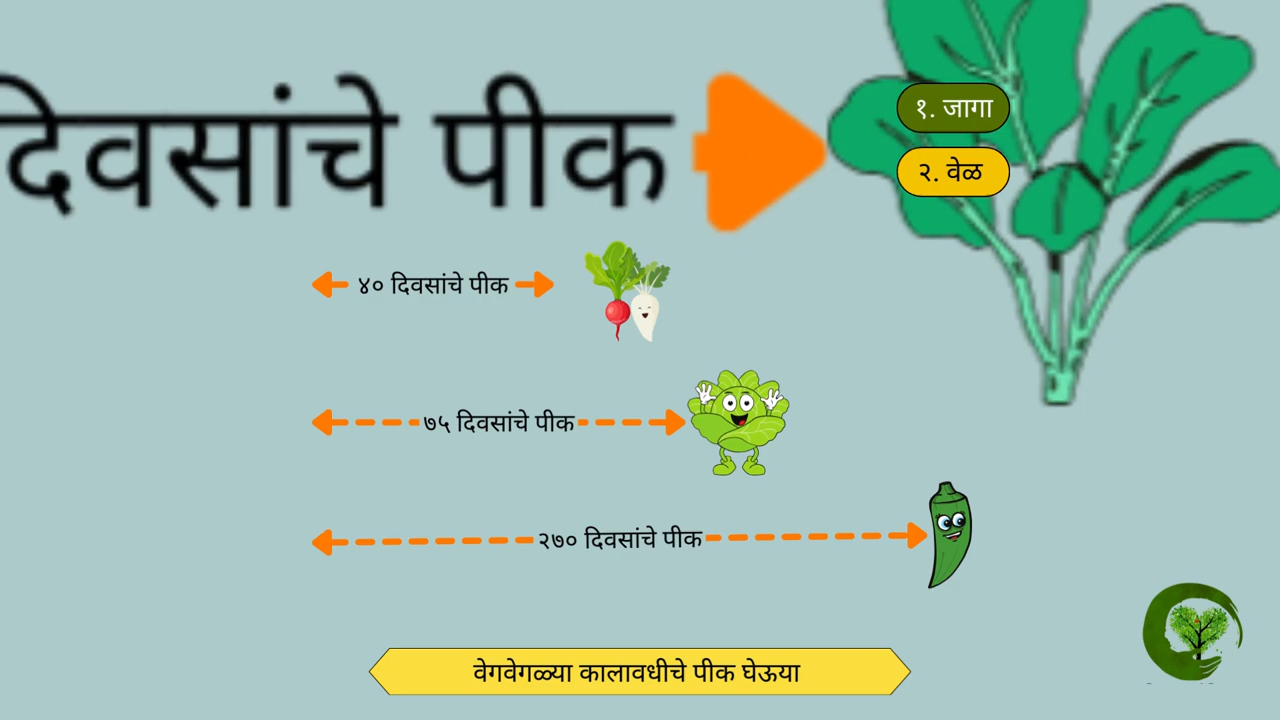 दिवसांचे पीक
१. जागा
२. वेळ
४० दिवसांचे पीक
७५ दिवसांचे पीक
२७० दिवसांचे पीक
वेगवेगळ्या कालावधीचे पीक घेऊया